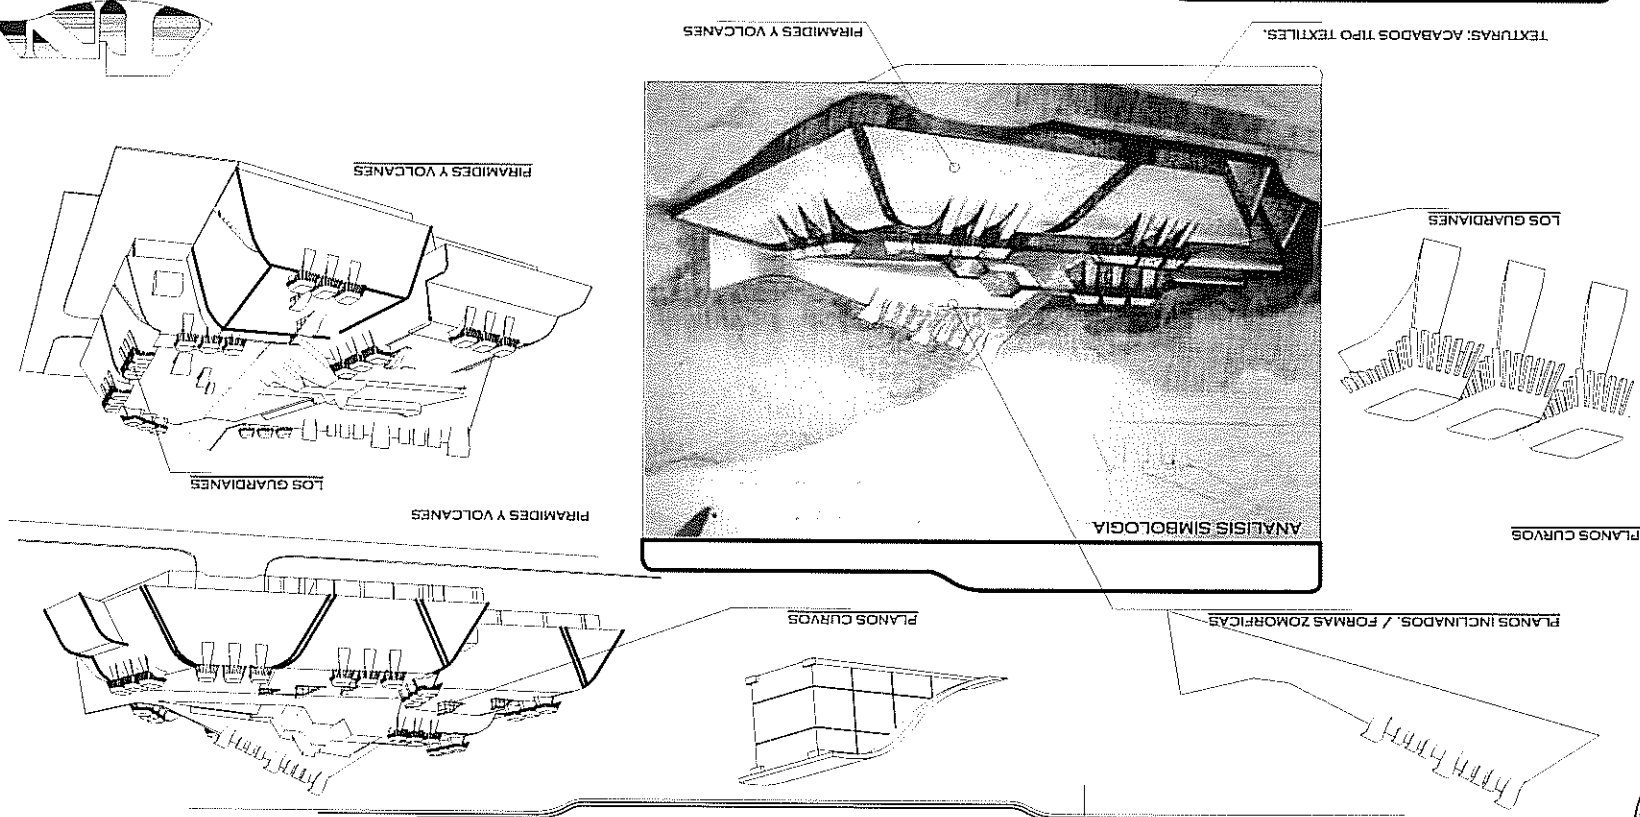 PLANOS INCLINADOS. / FORMAS ZOMORFICAS
PLANOS CURVOS
PLANOS CURVOS
ANALISIS SIMBOLOGIA
PIRAMIDES Y VOLCANES
LOS GUARDIANES
LOS GUARDIANES
PIRAMIDES Y VOLCANES
TEXTURAS: ACABADOS TIPO TEXTILES.
PIRAMIDES Y VOLCANES